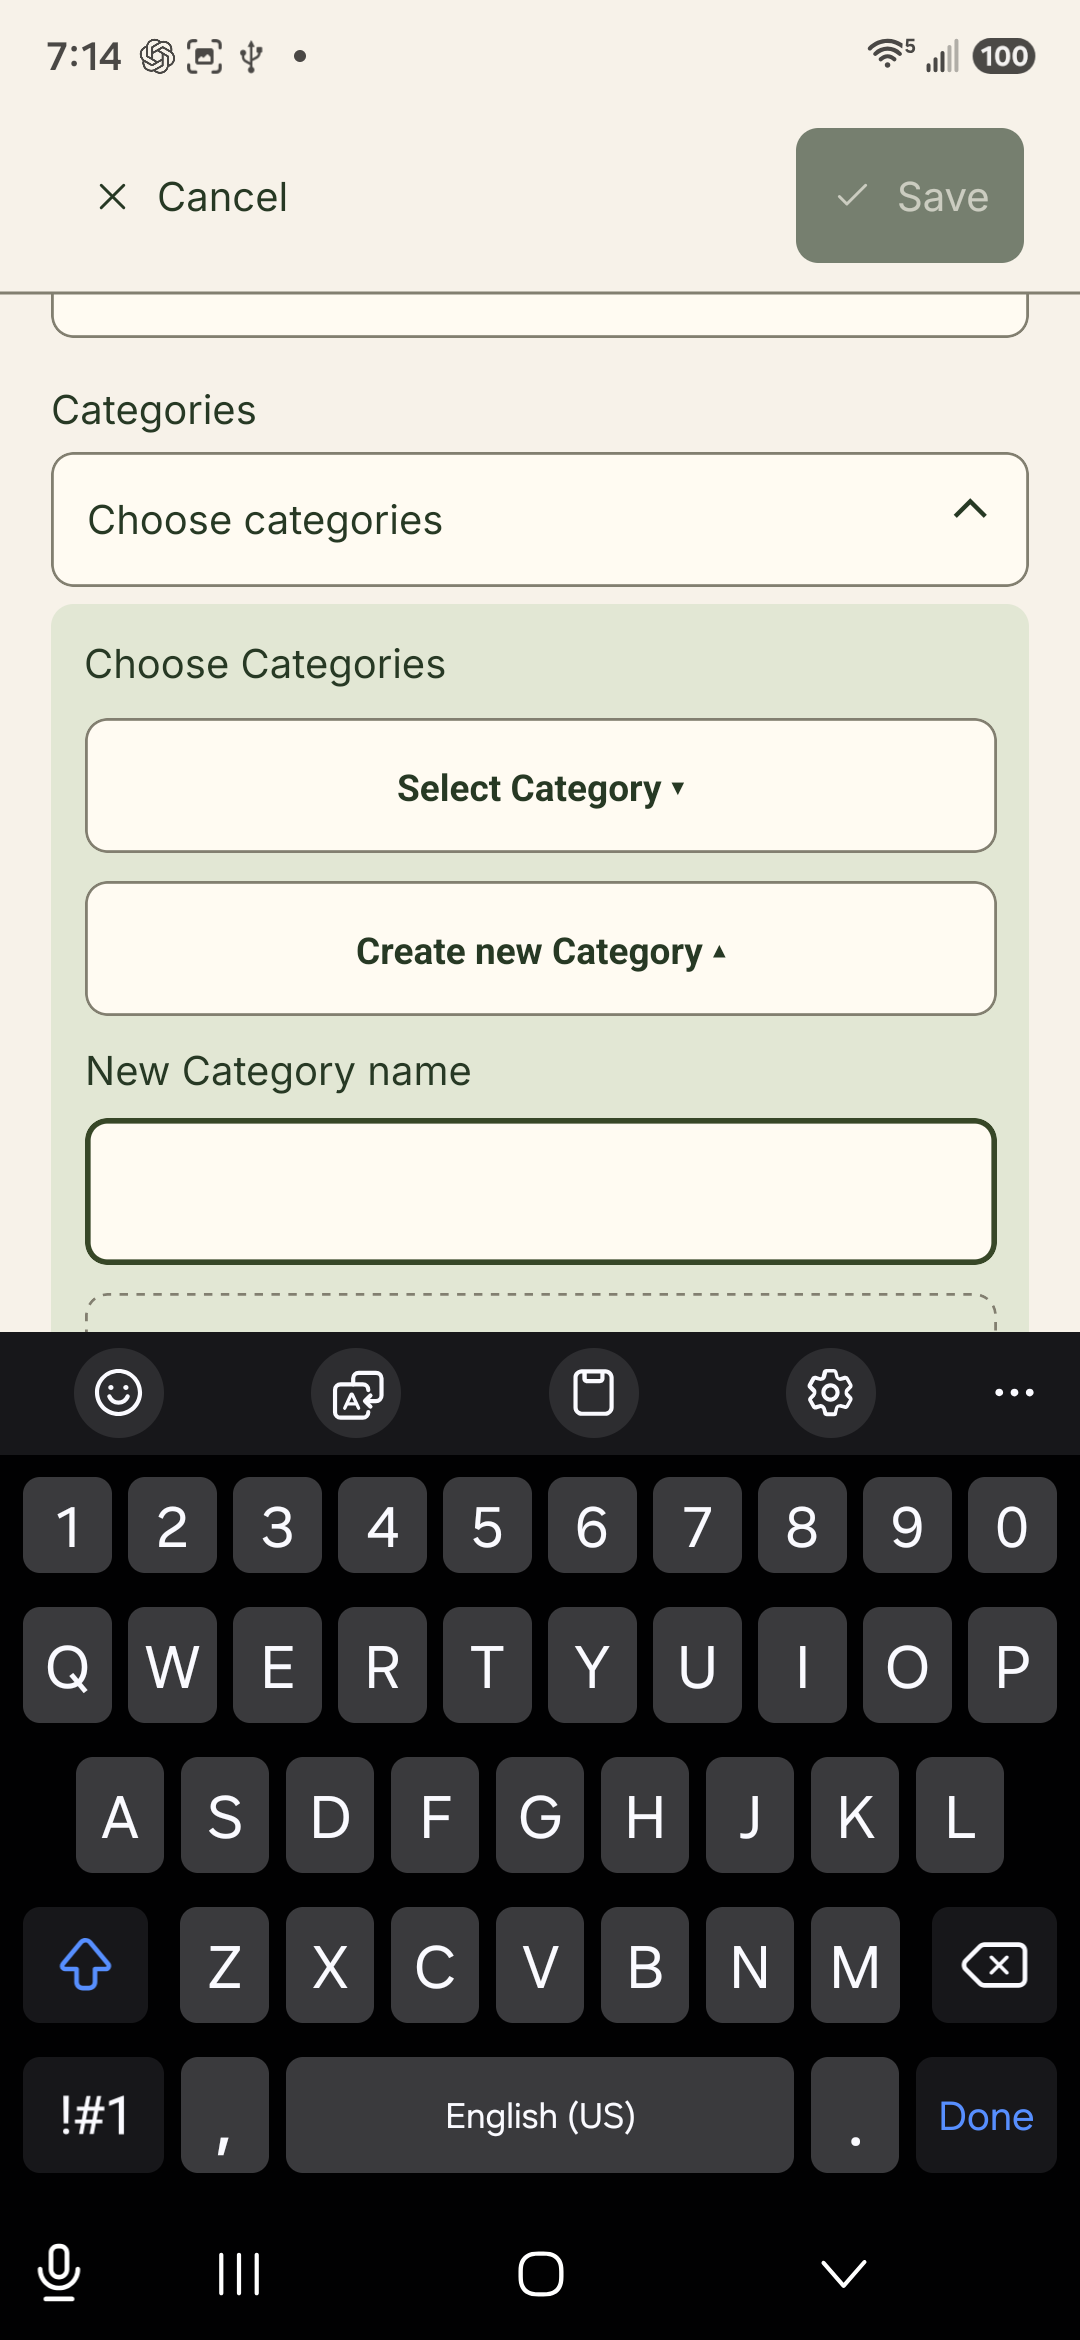 7:14
5
100
Cancel
Save
Categories
Choose categories
Choose Categories
Select Category ▾
Create new Category ▴
New Category name
A
1 2 3 4 5 6 7 8 9 0
Q W E R T Y U I O P
A S D F G H J K L
Z X C V B N M
!#1 , English (US) . Done